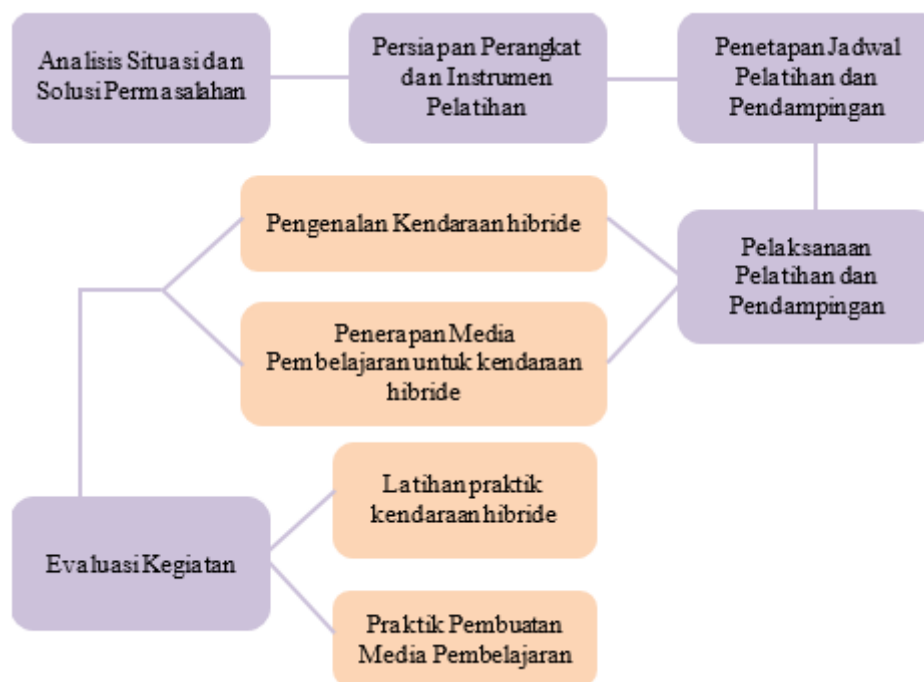 Analisis Situasi dan
Solusi Permasalahan
Persiapan Perangkat
dan Instrumen
Pelatihan
Penetapan Jadwal
Pelatihan dan
Pendampingan
Pengenalan Kendaraan hibride
Pelaksanaan
Pelatihan dan
Pendampingan
Penerapan Media
Pembelajaran untuk kendaraan
hibride
Latihan praktik
kendaraan hibride
Evaluasi Kegiatan
Praktik Pembuatan
Media Pembelajaran